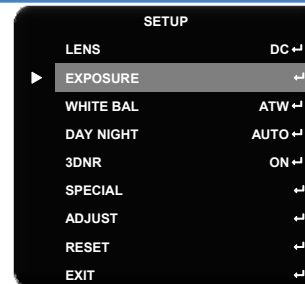 SETUP
LENS DC↵
EXPOSURE ↵
WHITE BAL ATW↵
DAY NIGHT AUTO↵
3DNR ON↵
SPECIAL ↵
ADJUST ↵
RESET ↵
EXIT ↵